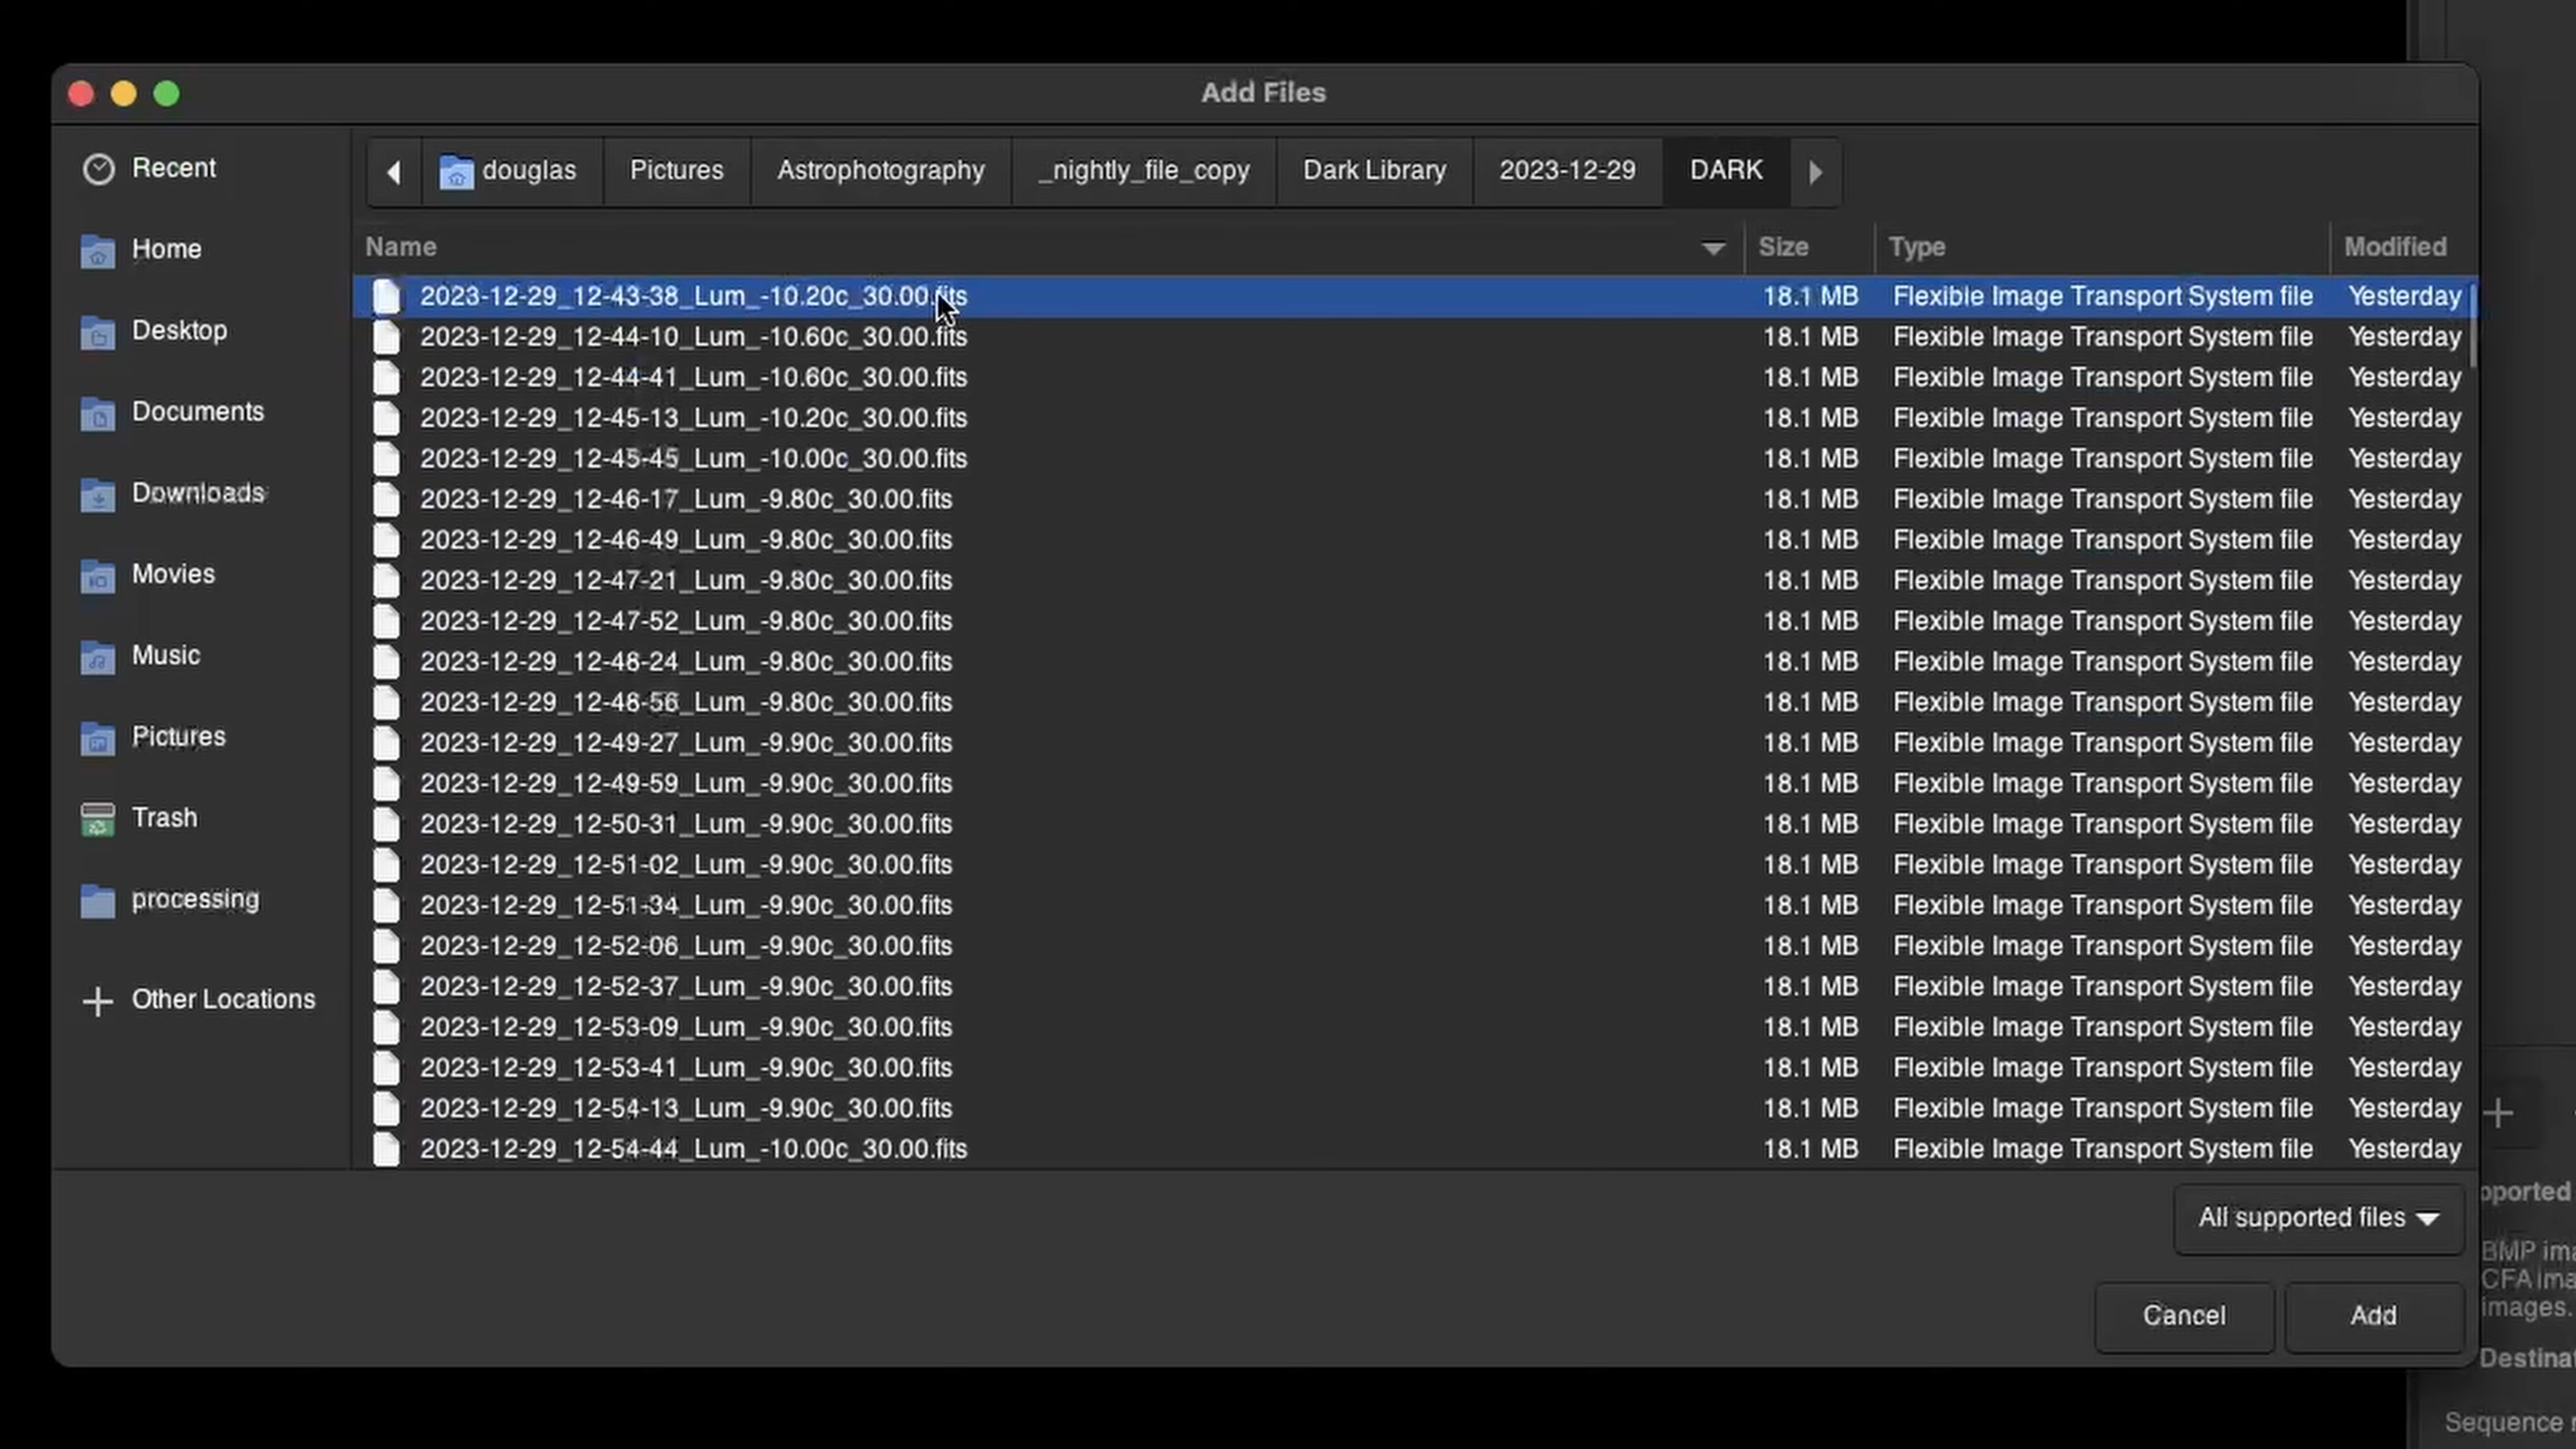 Add Files
Recent
Home
Desktop
Documents
Downloads
Movies
Music
Pictures
Trash
processing
Other Locations
douglas Pictures Astrophotography _nightly_file_copy Dark Library 2023-12-29 DARK
Name Size Type Modified
2023-12-29_12-43-38_Lum_-10.20c_30.00.fits 18.1 MB Flexible Image Transport System file Yesterday
2023-12-29_12-44-10_Lum_-10.60c_30.00.fits 18.1 MB Flexible Image Transport System file Yesterday
2023-12-29_12-44-41_Lum_-10.60c_30.00.fits 18.1 MB Flexible Image Transport System file Yesterday
2023-12-29_12-45-13_Lum_-10.20c_30.00.fits 18.1 MB Flexible Image Transport System file Yesterday
2023-12-29_12-45-45_Lum_-10.00c_30.00.fits 18.1 MB Flexible Image Transport System file Yesterday
2023-12-29_12-46-17_Lum_-9.80c_30.00.fits 18.1 MB Flexible Image Transport System file Yesterday
2023-12-29_12-46-49_Lum_-9.80c_30.00.fits 18.1 MB Flexible Image Transport System file Yesterday
2023-12-29_12-47-21_Lum_-9.80c_30.00.fits 18.1 MB Flexible Image Transport System file Yesterday
2023-12-29_12-47-52_Lum_-9.80c_30.00.fits 18.1 MB Flexible Image Transport System file Yesterday
2023-12-29_12-48-24_Lum_-9.80c_30.00.fits 18.1 MB Flexible Image Transport System file Yesterday
2023-12-29_12-48-56_Lum_-9.80c_30.00.fits 18.1 MB Flexible Image Transport System file Yesterday
2023-12-29_12-49-27_Lum_-9.90c_30.00.fits 18.1 MB Flexible Image Transport System file Yesterday
2023-12-29_12-49-59_Lum_-9.90c_30.00.fits 18.1 MB Flexible Image Transport System file Yesterday
2023-12-29_12-50-31_Lum_-9.90c_30.00.fits 18.1 MB Flexible Image Transport System file Yesterday
2023-12-29_12-51-02_Lum_-9.90c_30.00.fits 18.1 MB Flexible Image Transport System file Yesterday
2023-12-29_12-51-34_Lum_-9.90c_30.00.fits 18.1 MB Flexible Image Transport System file Yesterday
2023-12-29_12-52-06_Lum_-9.90c_30.00.fits 18.1 MB Flexible Image Transport System file Yesterday
2023-12-29_12-52-37_Lum_-9.90c_30.00.fits 18.1 MB Flexible Image Transport System file Yesterday
2023-12-29_12-53-09_Lum_-9.90c_30.00.fits 18.1 MB Flexible Image Transport System file Yesterday
2023-12-29_12-53-41_Lum_-9.90c_30.00.fits 18.1 MB Flexible Image Transport System file Yesterday
2023-12-29_12-54-13_Lum_-9.90c_30.00.fits 18.1 MB Flexible Image Transport System file Yesterday
2023-12-29_12-54-44_Lum_-10.00c_30.00.fits 18.1 MB Flexible Image Transport System file Yesterday
All supported files
Cancel Add
pported
BMP ima
CFA ima
images.
Destinat
Sequence